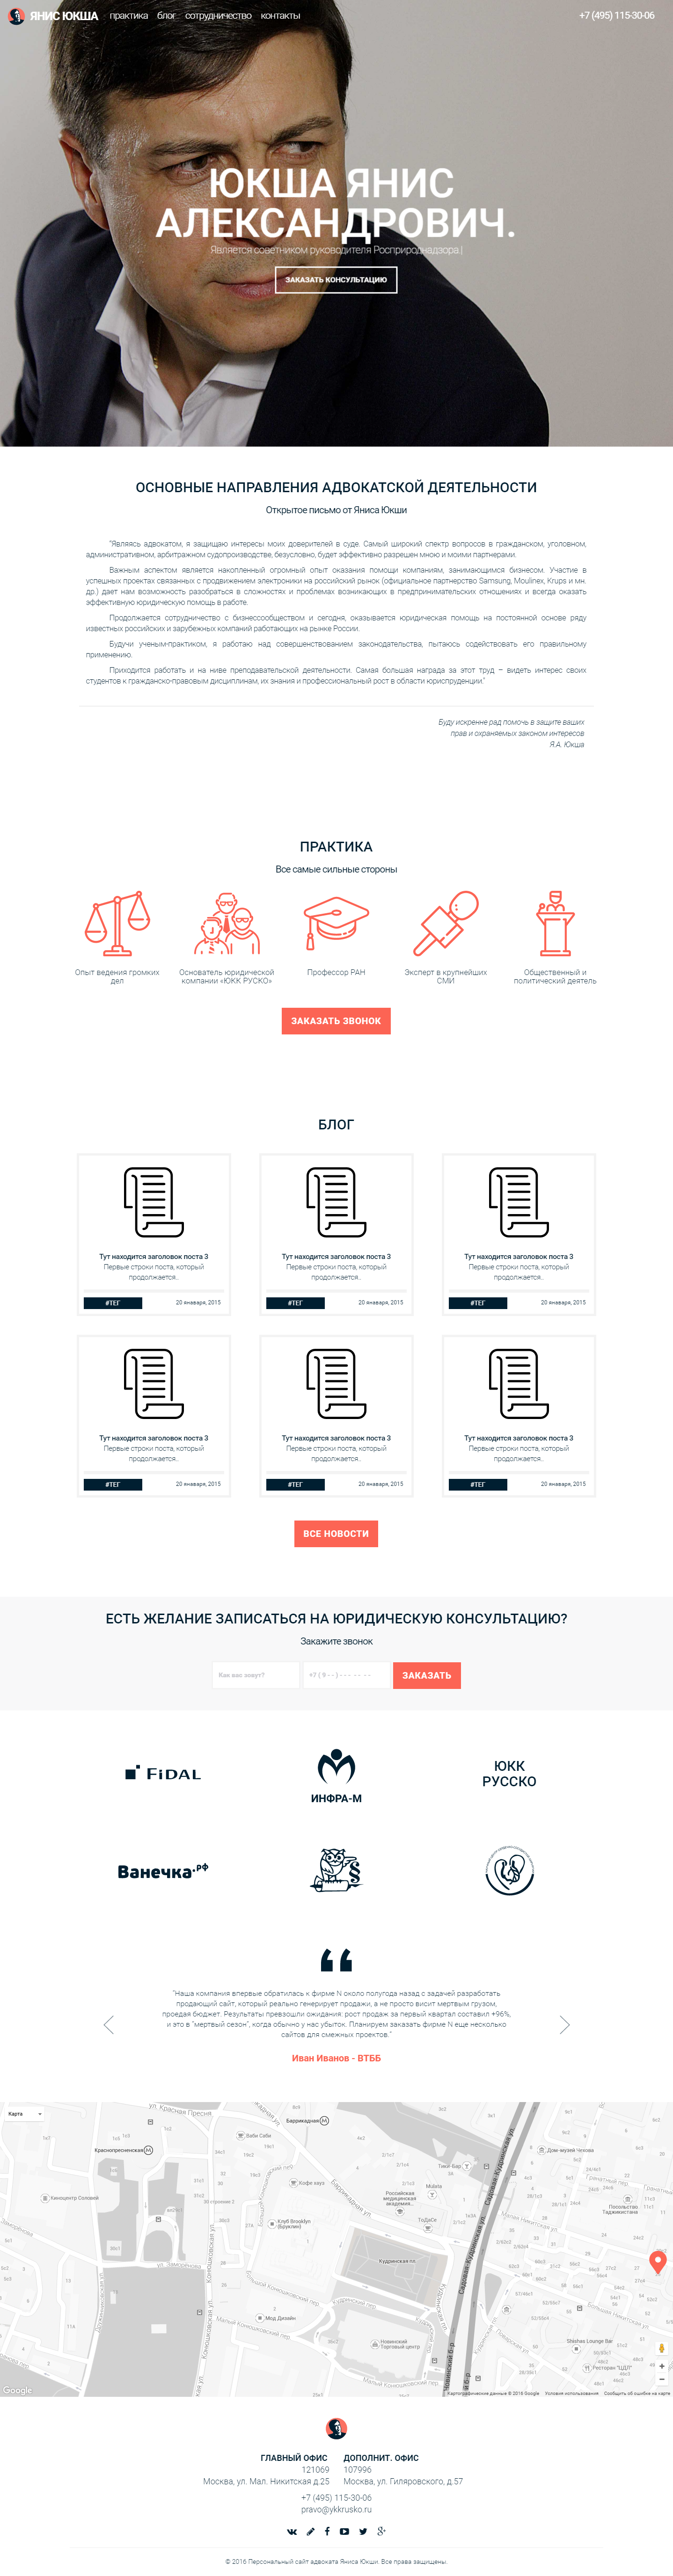 ЯНИС ЮКША практика блог сотрудничество контакты +7 (495) 115-30-06
ЮКША ЯНИС
АЛЕКСАНДРОВИЧ.
Является советником руководителя Росприроднадзора.|
ЗАКАЗАТЬ КОНСУЛЬТАЦИЮ
ОСНОВНЫЕ НАПРАВЛЕНИЯ АДВОКАТСКОЙ ДЕЯТЕЛЬНОСТИ
Открытое письмо от Яниса Юкши
"Являясь адвокатом, я защищаю интересы моих доверителей в суде. Самый широкий спектр вопросов в гражданском, уголовном,
административном, арбитражном судопроизводстве, безусловно, будет эффективно разрешен мною и моими партнерами.
Важным аспектом является накопленный огромный опыт оказания помощи компаниям, занимающимся бизнесом. Участие в
успешных проектах связанных с продвижением электроники на российский рынок (официальное партнерство Samsung, Moulinex, Krups и мн.
др.) дает нам возможность разобраться в сложностях и проблемах возникающих в предпринимательских отношениях и всегда оказать
эффективную юридическую помощь в работе.
Продолжается сотрудничество с бизнессообществом и сегодня, оказывается юридическая помощь на постоянной основе ряду
известных российских и зарубежных компаний работающих на рынке России.
Будучи ученым-практиком, я работаю над совершенствованием законодательства, пытаюсь содействовать его правильному
применению.
Приходится работать и на ниве преподавательской деятельности. Самая большая награда за этот труд – видеть интерес своих
студентов к гражданско-правовым дисциплинам, их знания и профессиональный рост в области юриспруденции."
Буду искренне рад помочь в защите ваших
прав и охраняемых законом интересов
Я.А. Юкша
ПРАКТИКА
Все самые сильные стороны
Опыт ведения громких
дел
Основатель юридической
компании «ЮКК РУСКО»
Профессор РАН
Эксперт в крупнейших
СМИ
Общественный и
политический деятель
ЗАКАЗАТЬ ЗВОНОК
БЛОГ
Тут находится заголовок поста 3
Первые строки поста, который
продолжается..
#ТЕГ 20 января, 2015
Тут находится заголовок поста 3
Первые строки поста, который
продолжается..
#ТЕГ 20 января, 2015
Тут находится заголовок поста 3
Первые строки поста, который
продолжается..
#ТЕГ 20 января, 2015
Тут находится заголовок поста 3
Первые строки поста, который
продолжается..
#ТЕГ 20 января, 2015
Тут находится заголовок поста 3
Первые строки поста, который
продолжается..
#ТЕГ 20 января, 2015
Тут находится заголовок поста 3
Первые строки поста, который
продолжается..
#ТЕГ 20 января, 2015
ВСЕ НОВОСТИ
ЕСТЬ ЖЕЛАНИЕ ЗАПИСАТЬСЯ НА ЮРИДИЧЕСКУЮ КОНСУЛЬТАЦИЮ?
Закажите звонок
Как вас зовут? +7 ( 9 - - ) - - - - - - - ЗАКАЗАТЬ
FiDAL
ИНФРА-М
ЮКК
РУССКО
Ванечка.рф
"Наша компания впервые обратилась к фирме N около полугода назад с задачей разработать
продающий сайт, который реально генерирует продажи, а не просто висит мертвым грузом,
проедая бюджет. Результаты превзошли ожидания: рост продаж за первый квартал составил +96%,
и это в "мертвый сезон", когда обычно у нас убыток. Планируем заказать фирме N еще несколько
сайтов для смежных проектов."
Иван Иванов - ВТББ
Карта
ул. Красная Пресня
Баррикадная
Краснопресненская
Баби Саби
Кофе хауз
Киноцентр Соловей
Клуб Brooklyn
(Бруклин)
Российская
медицинская
академия...
Тики-Бар
Molaria
ТоДаСе
Дом-музей Чехова
Посольство
Таджикистана
Баррикадная ул.
Садовая-Кудринская ул.
Кудринская пл.
Мод Дизайн
Новинский
Торговый центр
Shishas Lounge Bar
Ресторан "ЦДЛ"
Google
Картографические данные © 2016 Google Условия использования Сообщить об ошибке на карте
ГЛАВНЫЙ ОФИС
121069
Москва, ул. Мал. Никитская д.25
ДОПОЛНИТ. ОФИС
107996
Москва, ул. Гиляровского, д.57
+7 (495) 115-30-06
pravo@ykkrusko.ru
© 2016 Персональный сайт адвоката Яниса Юкши. Все права защищены.